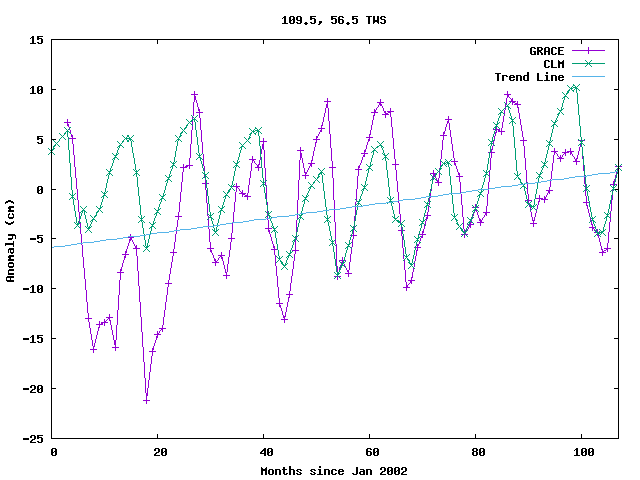 109.5, 56.5 TWS
GRACE
CLM
Trend Line
15
10
5
0
-5
-10
-15
-20
-25
Anomaly (cm)
0 20 40 60 80 100
Months since Jan 2002